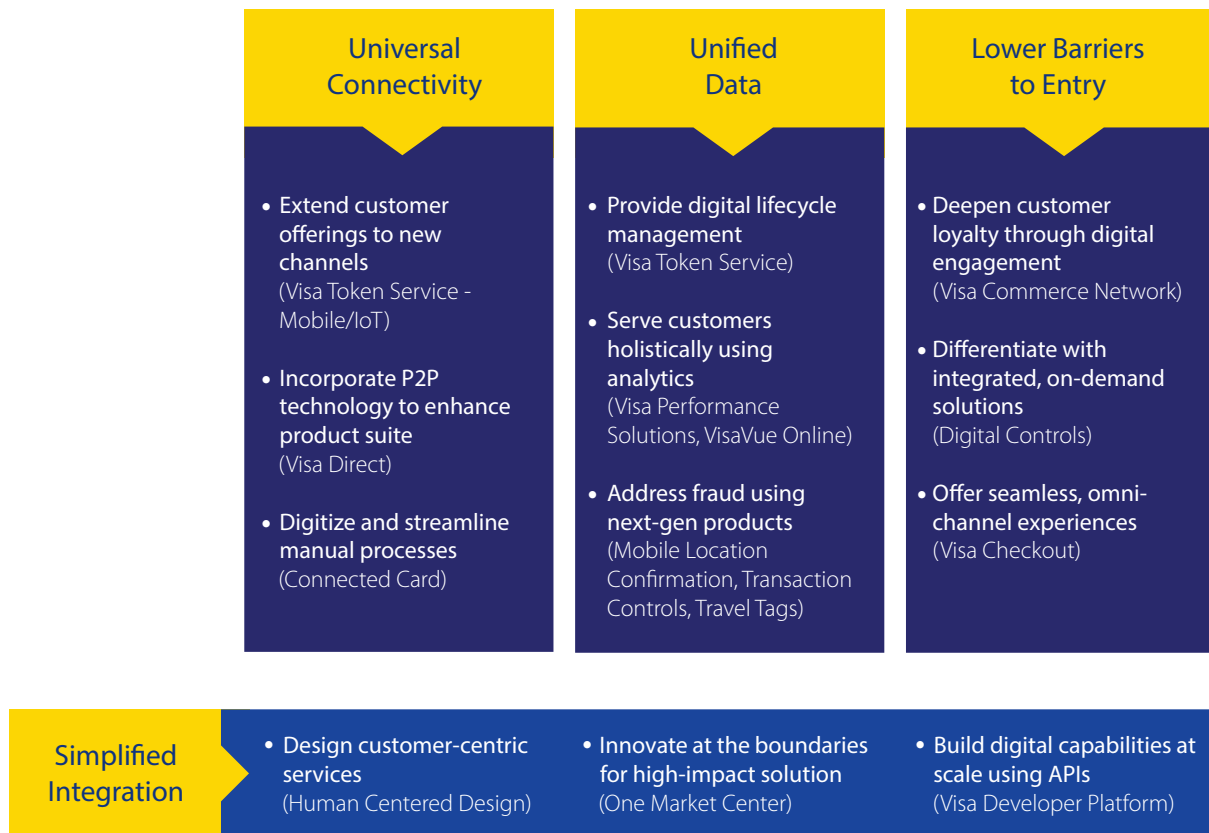 Universal
Connectivity
• Extend customer
offerings to new
channels
(Visa Token Service -
Mobile/IoT)
• Incorporate P2P
technology to enhance
product suite
(Visa Direct)
• Digitize and streamline
manual processes
(Connected Card)
Unified
Data
• Provide digital lifecycle
management
(Visa Token Service)
• Serve customers
holistically using
analytics
(Visa Performance
Solutions, VisaVue Online)
• Address fraud using
next-gen products
(Mobile Location
Confirmation, Transaction
Controls, Travel Tags)
Lower Barriers
to Entry
• Deepen customer
loyalty through digital
engagement
(Visa Commerce Network)
• Differentiate with
integrated, on-demand
solutions
(Digital Controls)
• Offer seamless, omni-
channel experiences
(Visa Checkout)
Simplified
Integration
• Design customer-centric
services
(Human Centered Design)
• Innovate at the boundaries
for high-impact solution
(One Market Center)
• Build digital capabilities at
scale using APIs
(Visa Developer Platform)